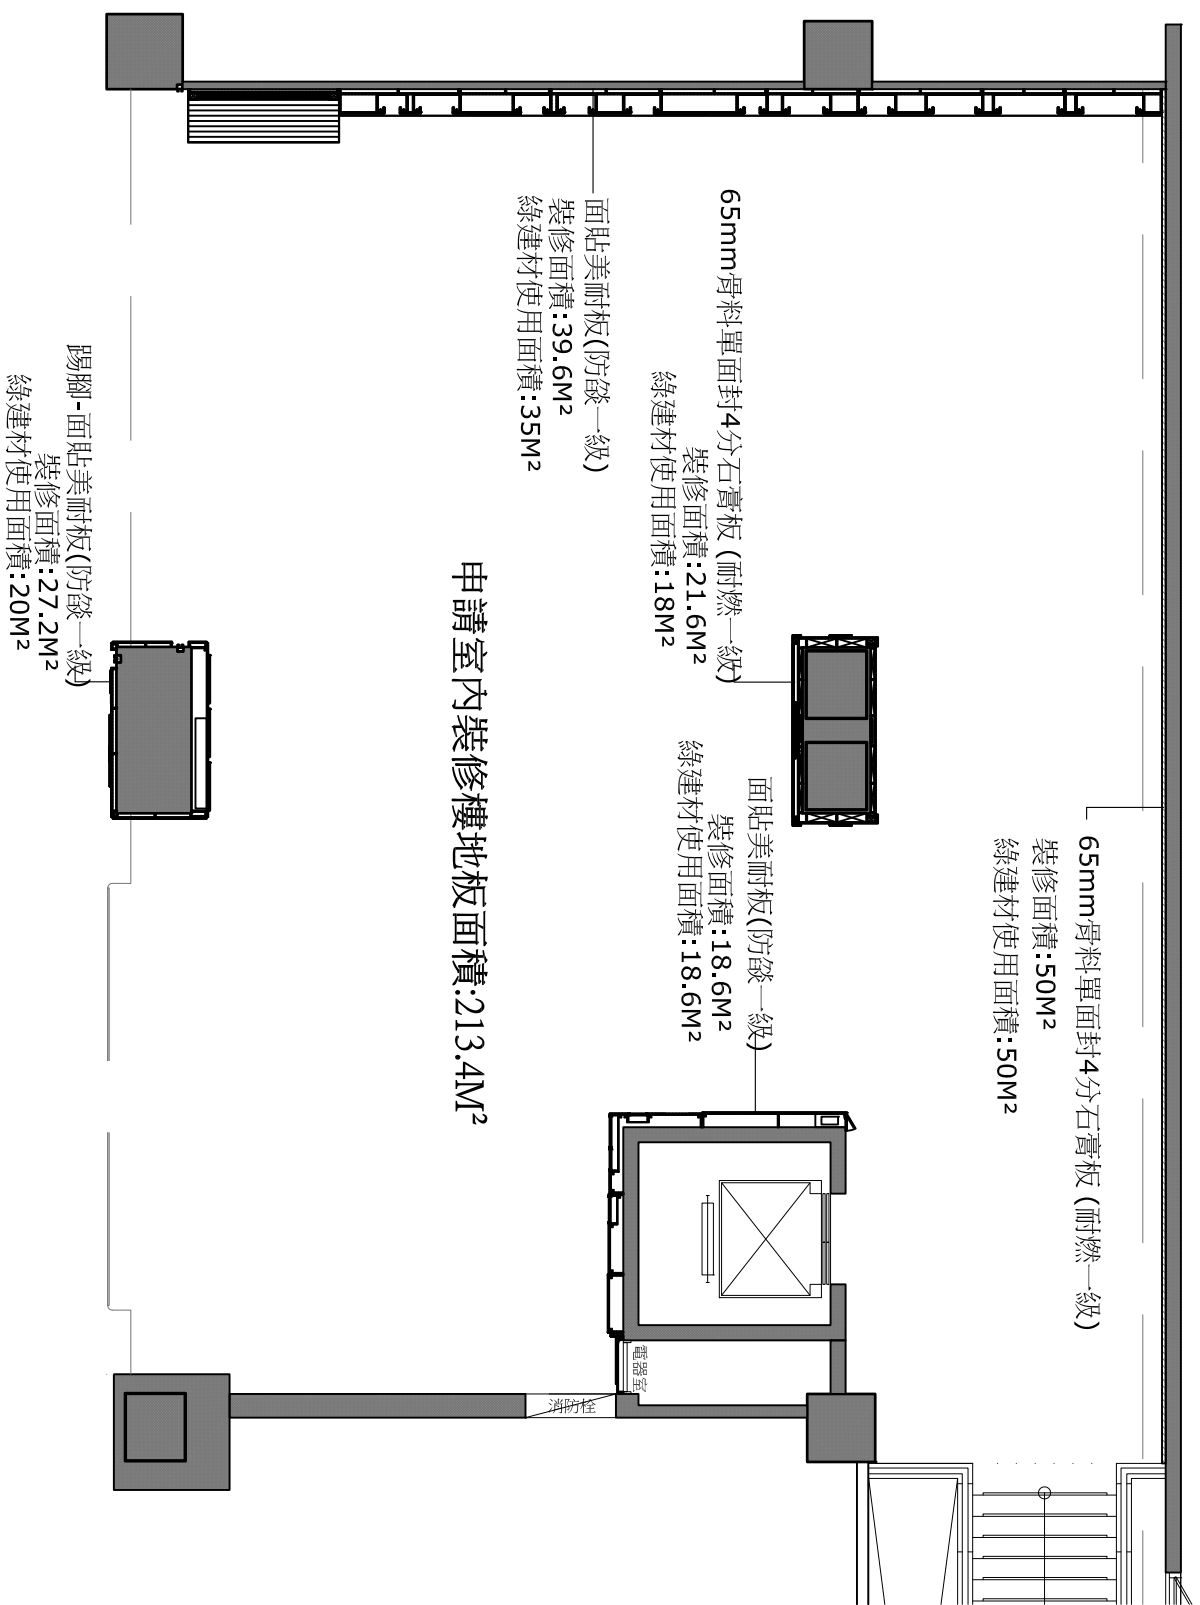 65mm骨料單面封4分石膏板 (耐燃一級)
裝修面積:50M²
綠建材使用面積:50M²
65mm骨料單面封4分石膏板 (耐燃一級)
裝修面積:21.6M²
綠建材使用面積:18M²
面貼美耐板(防燄一級)
裝修面積:18.6M²
綠建材使用面積:18.6M²
面貼美耐板(防燄一級)
裝修面積:39.6M²
綠建材使用面積:35M²
申請室內裝修樓地板面積:213.4M²
踢腳-面貼美耐板(防燄一級)
裝修面積:27.2M²
綠建材使用面積:20M²
電器室
消防栓